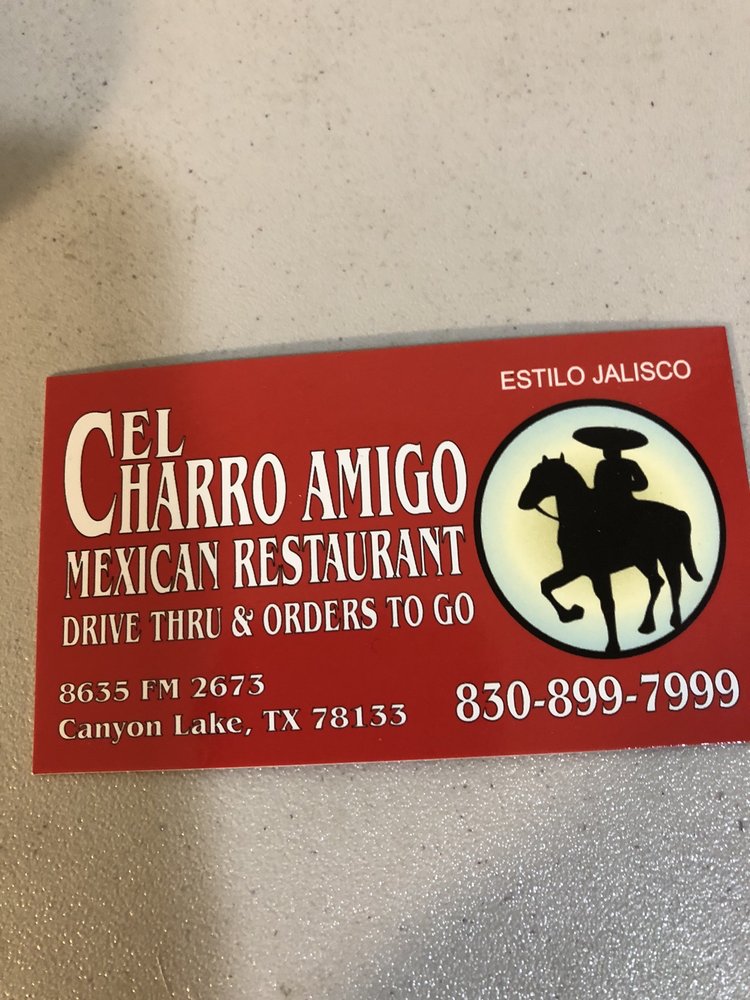 ESTILO JALISCO
EL
CHARRO AMIGO
MEXICAN RESTAURANT
DRIVE THRU & ORDERS TO GO
8635 FM 2673
Canyon Lake, TX 78133
830-899-7999